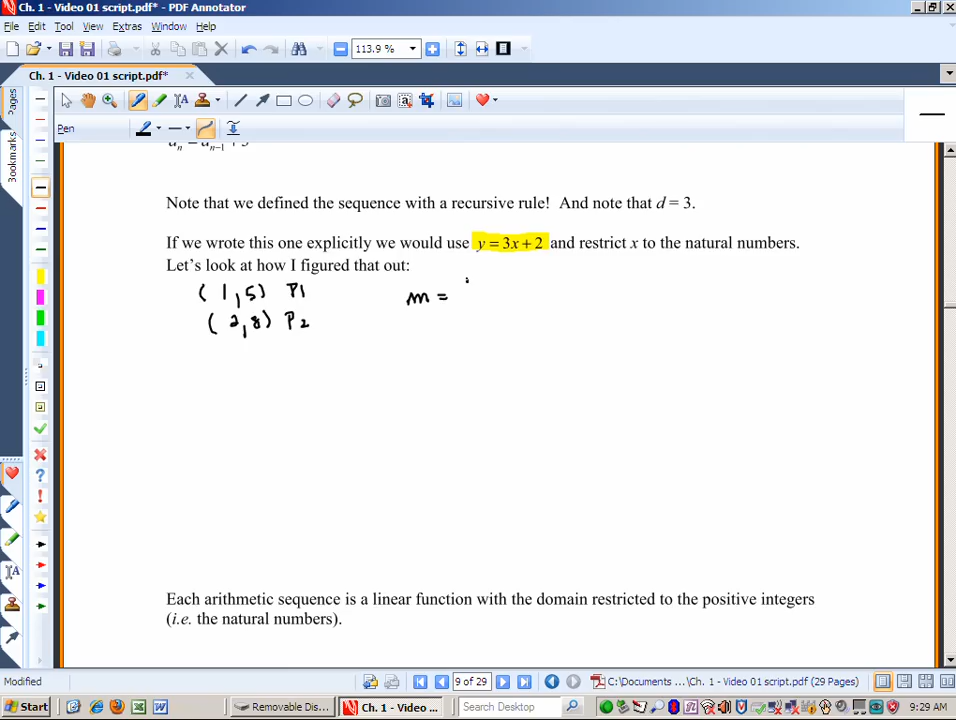 Ch. 1 - Video 01 script.pdf* - PDF Annotator
File Edit Tool View Extras Window Help
113.9 %
Ch. 1 - Video 01 script.pdf*
Pages
Bookmarks
Pen
Note that we defined the sequence with a recursive rule! And note that d = 3.
If we wrote this one explicitly we would use y = 3x + 2 and restrict x to the natural numbers.
Let's look at how I figured that out:
( 1, 5) P1 m =
( 2, 8) P2
Each arithmetic sequence is a linear function with the domain restricted to the positive integers
(i.e. the natural numbers).
Modified 9 of 29 C:\Documents ...\Ch. 1 - Video 01 script.pdf (29 Pages)
Start Removable Dis... Ch. 1 - Video ... Search Desktop 9:29 AM